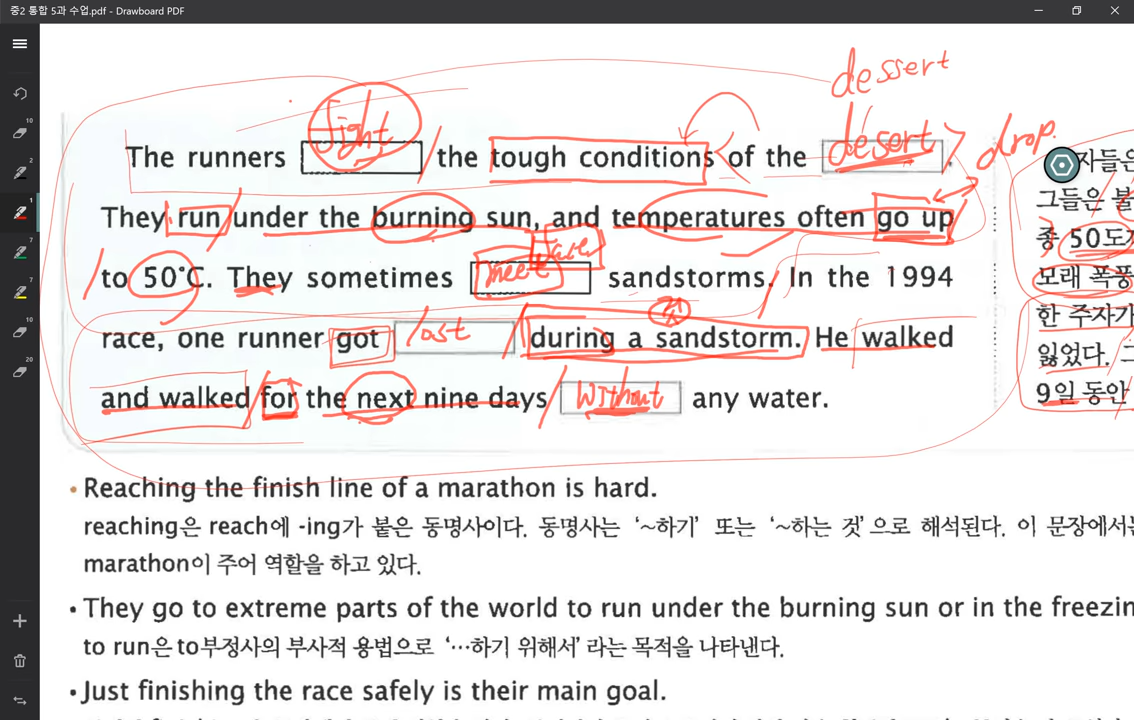 중2 통합 5과 수업.pdf - Drawboard PDF
dessert
The runners fight the tough conditions of the desert. drop.
자들은
They run under the burning sun, and temperatures often go up
그들은
to 50°C. They sometimes meet face sandstorms. In the 1994
종 50도
모래 폭풍
race, one runner got lost during a sandstorm. He walked
한 주자가
잃었다. 그
and walked for the next nine days without any water.
9일 동안
• Reaching the finish line of a marathon is hard.
reaching은 reach에 -ing가 붙은 동명사이다. 동명사는 ‘~하기’ 또는 ‘~하는 것’으로 해석된다. 이 문장에서는
marathon이 주어 역할을 하고 있다.
• They go to extreme parts of the world to run under the burning sun or in the freezin
to run은 to부정사의 부사적 용법으로 ‘…하기 위해서’ 라는 목적을 나타낸다.
• Just finishing the race safely is their main goal.
10
2
1
7
7
10
20